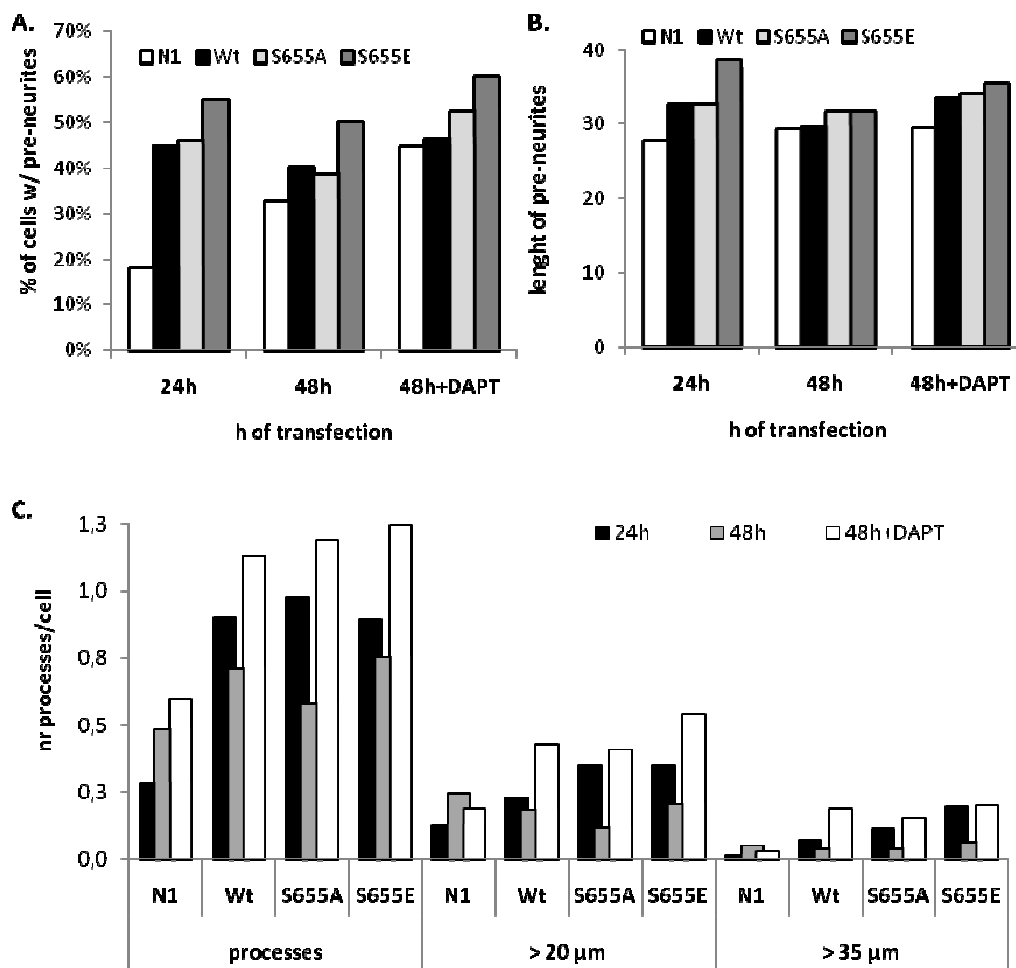 A.
70%
60%
50%
40%
30%
20%
10%
0%
% of cells w/ pre-neurites
N1 Wt S655A S655E
24h 48h 48h+DAPT
h of transfection
B.
40
30
20
10
0
lenght of pre-neurites
N1 Wt S655A S655E
24h 48h 48h+DAPT
h of transfection
C.
1,3
1,0
0,8
0,5
0,3
0,0
nr processes/cell
24h 48h 48h+DAPT
N1 Wt S655A S655E N1 Wt S655A S655E N1 Wt S655A S655E
processes > 20 µm > 35 µm